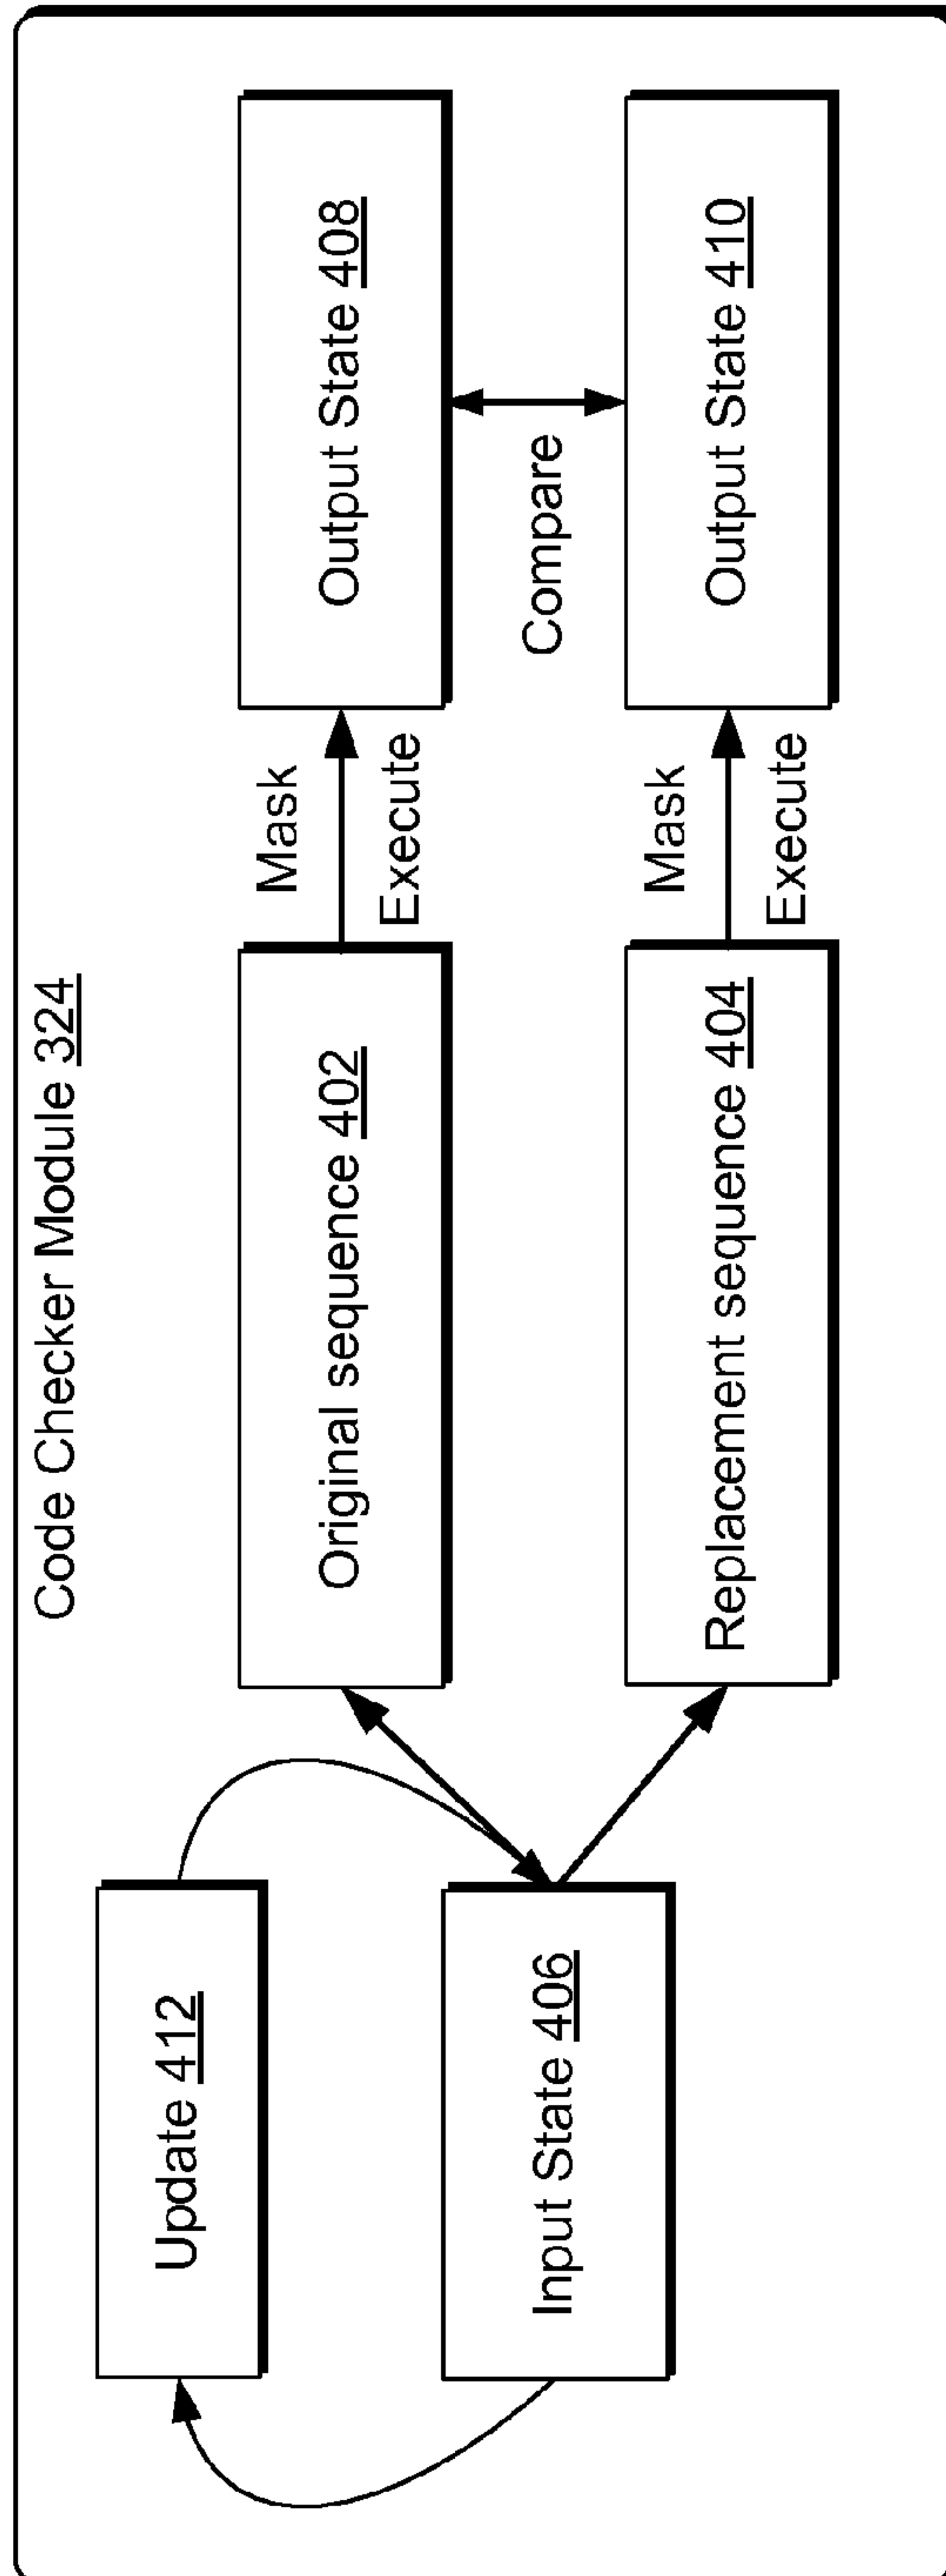 Code Checker Module 324
Update 412
Input State 406
Original sequence 402
Mask
Execute
Output State 408
Compare
Replacement sequence 404
Mask
Execute
Output State 410